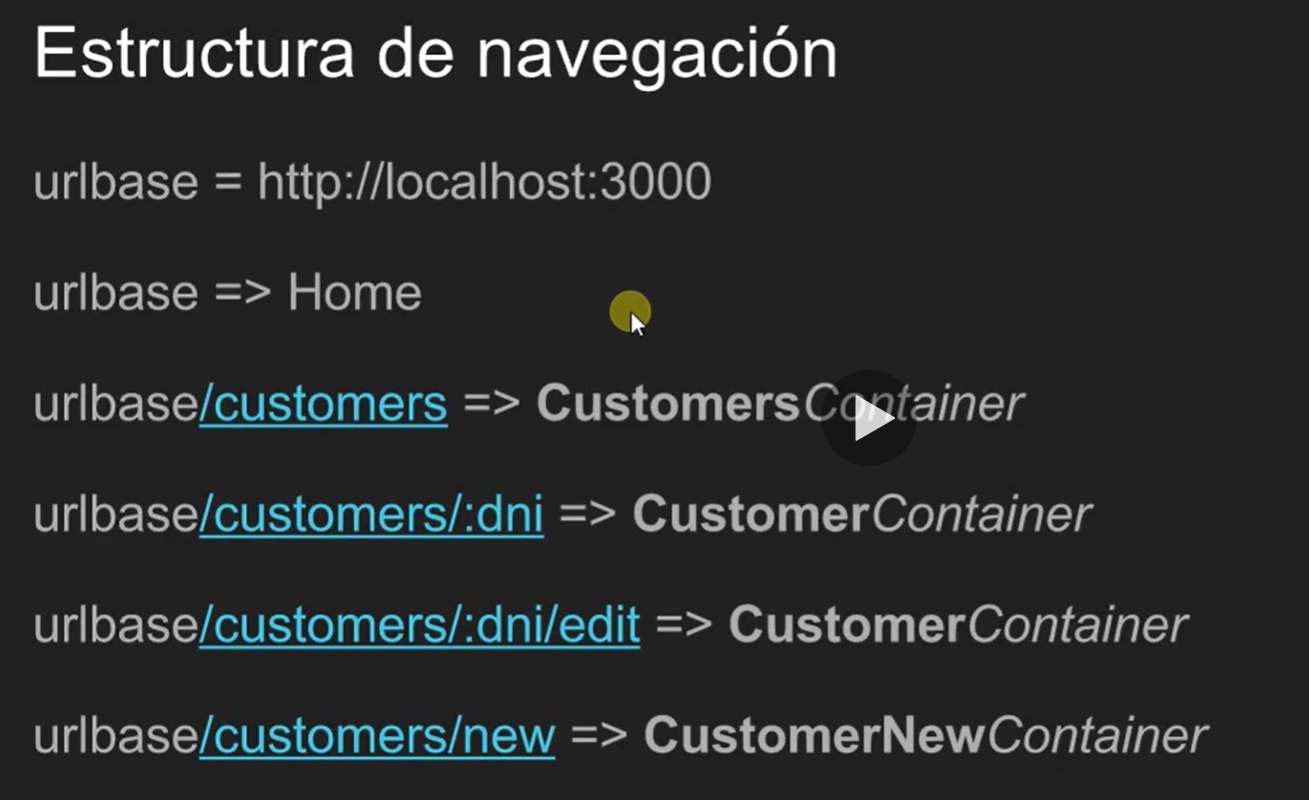 Estructura de navegación
urlbase = http://localhost:3000
urlbase => Home
urlbase/customers => CustomersContainer
urlbase/customers/:dni => CustomerContainer
urlbase/customers/:dni/edit => CustomerContainer
urlbase/customers/new => CustomerNewContainer